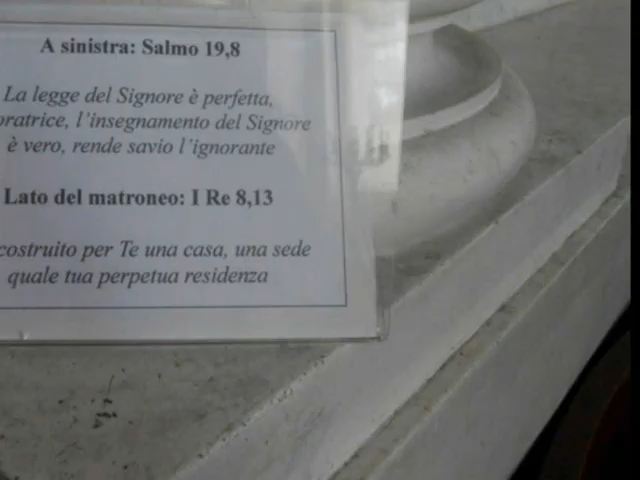 A sinistra: Salmo 19,8
La legge del Signore è perfetta,
l'insegnamento del Signore
è vero, rende savio l'ignorante
Lato del matroneo: I Re 8,13
costruito per Te una casa, una sede
quale tua perpetua residenza